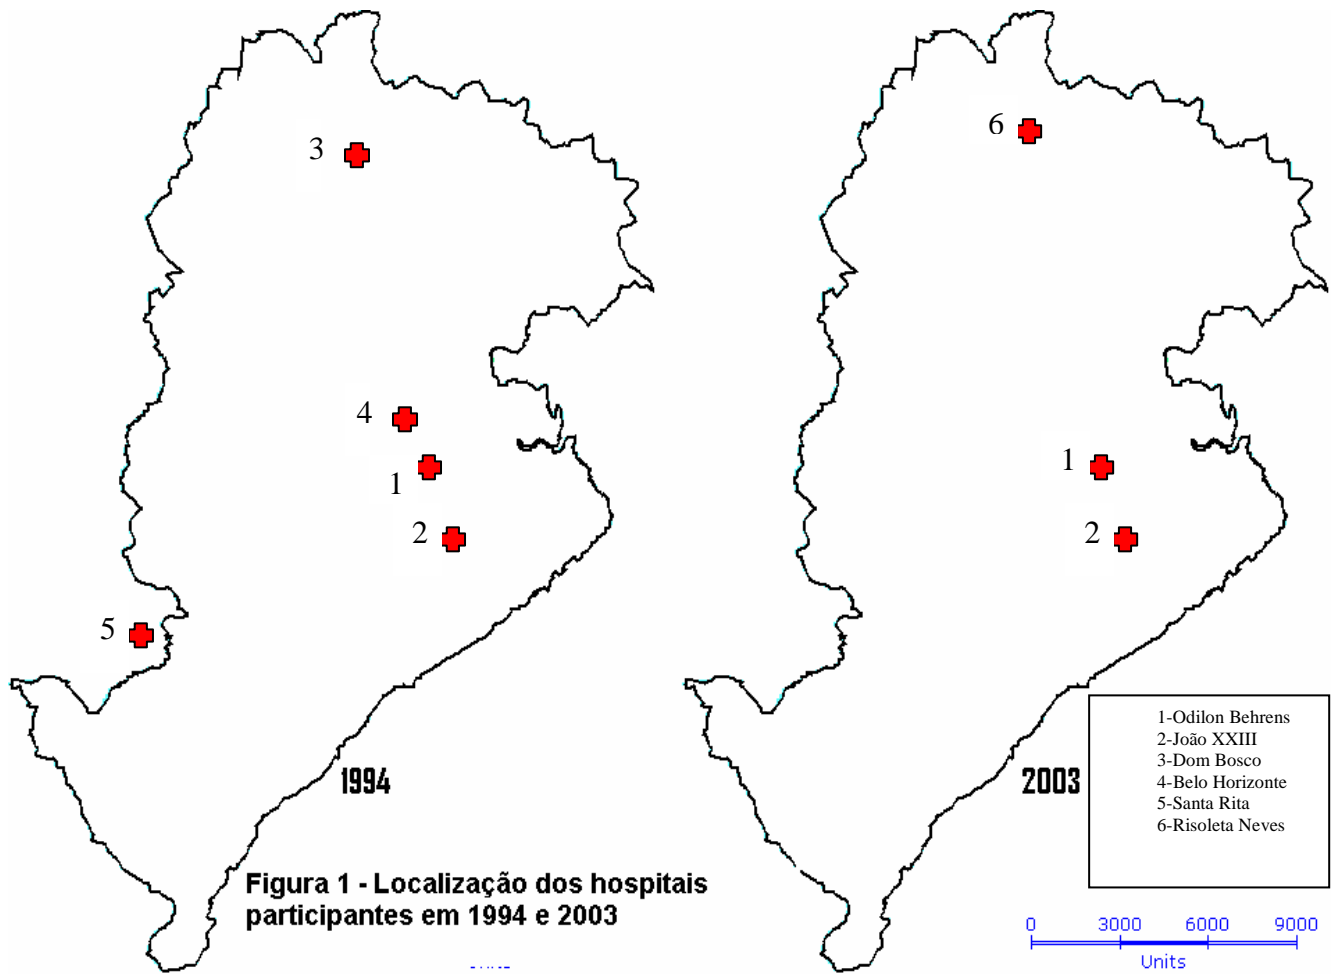 3
4
1
2
5
1994
6
1
2
2003
1-Odilon Behrens
2-João XXIII
3-Dom Bosco
4-Belo Horizonte
5-Santa Rita
6-Risoleta Neves
Figura 1 - Localização dos hospitais
participantes em 1994 e 2003
0 3000 6000 9000
Units